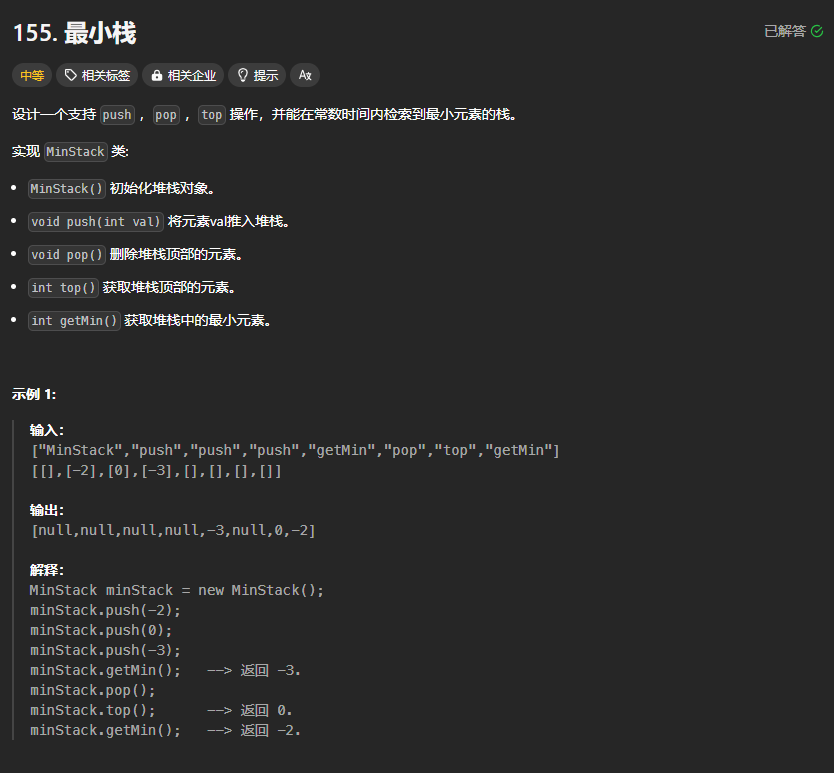 155. 最小栈
已解答
中等 相关标签 相关企业 提示 Aх
设计一个支持 push ，pop ，top 操作，并能在常数时间内检索到最小元素的栈。
实现 MinStack 类:
• MinStack() 初始化堆栈对象。
• void push(int val) 将元素val推入堆栈。
• void pop() 删除堆栈顶部的元素。
• int top() 获取堆栈顶部的元素。
• int getMin() 获取堆栈中的最小元素。
示例 1:
输入：
["MinStack","push","push","push","getMin","pop","top","getMin"]
[[],[-2],[0],[-3],[],[],[],[]]
输出：
[null,null,null,null,-3,null,0,-2]
解释：
MinStack minStack = new MinStack();
minStack.push(-2);
minStack.push(0);
minStack.push(-3);
minStack.getMin();   --> 返回 -3.
minStack.pop();
minStack.top();      --> 返回 0.
minStack.getMin();   --> 返回 -2.